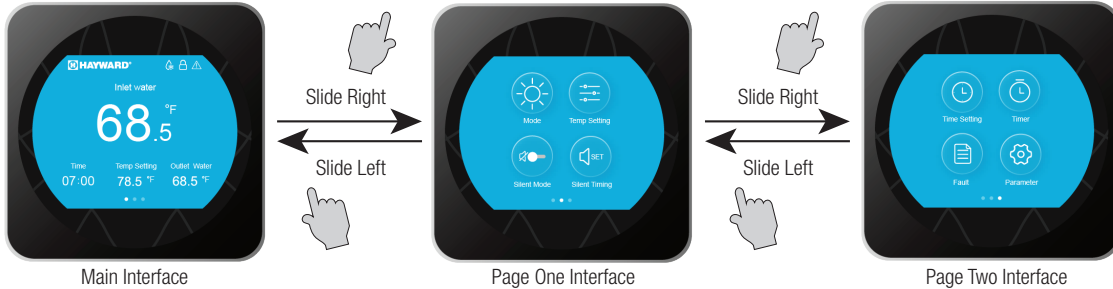 HAYWARD®
Inlet water
68.5 °F
Time Temp Setting Outlet Water
07:00 78.5 °F 68.5 °F
Main Interface
Slide Right
Slide Left
Mode Temp Setting
SET
Silent Mode Silent Timing
Page One Interface
Slide Right
Slide Left
Time Setting Timer
Fault Parameter
Page Two Interface